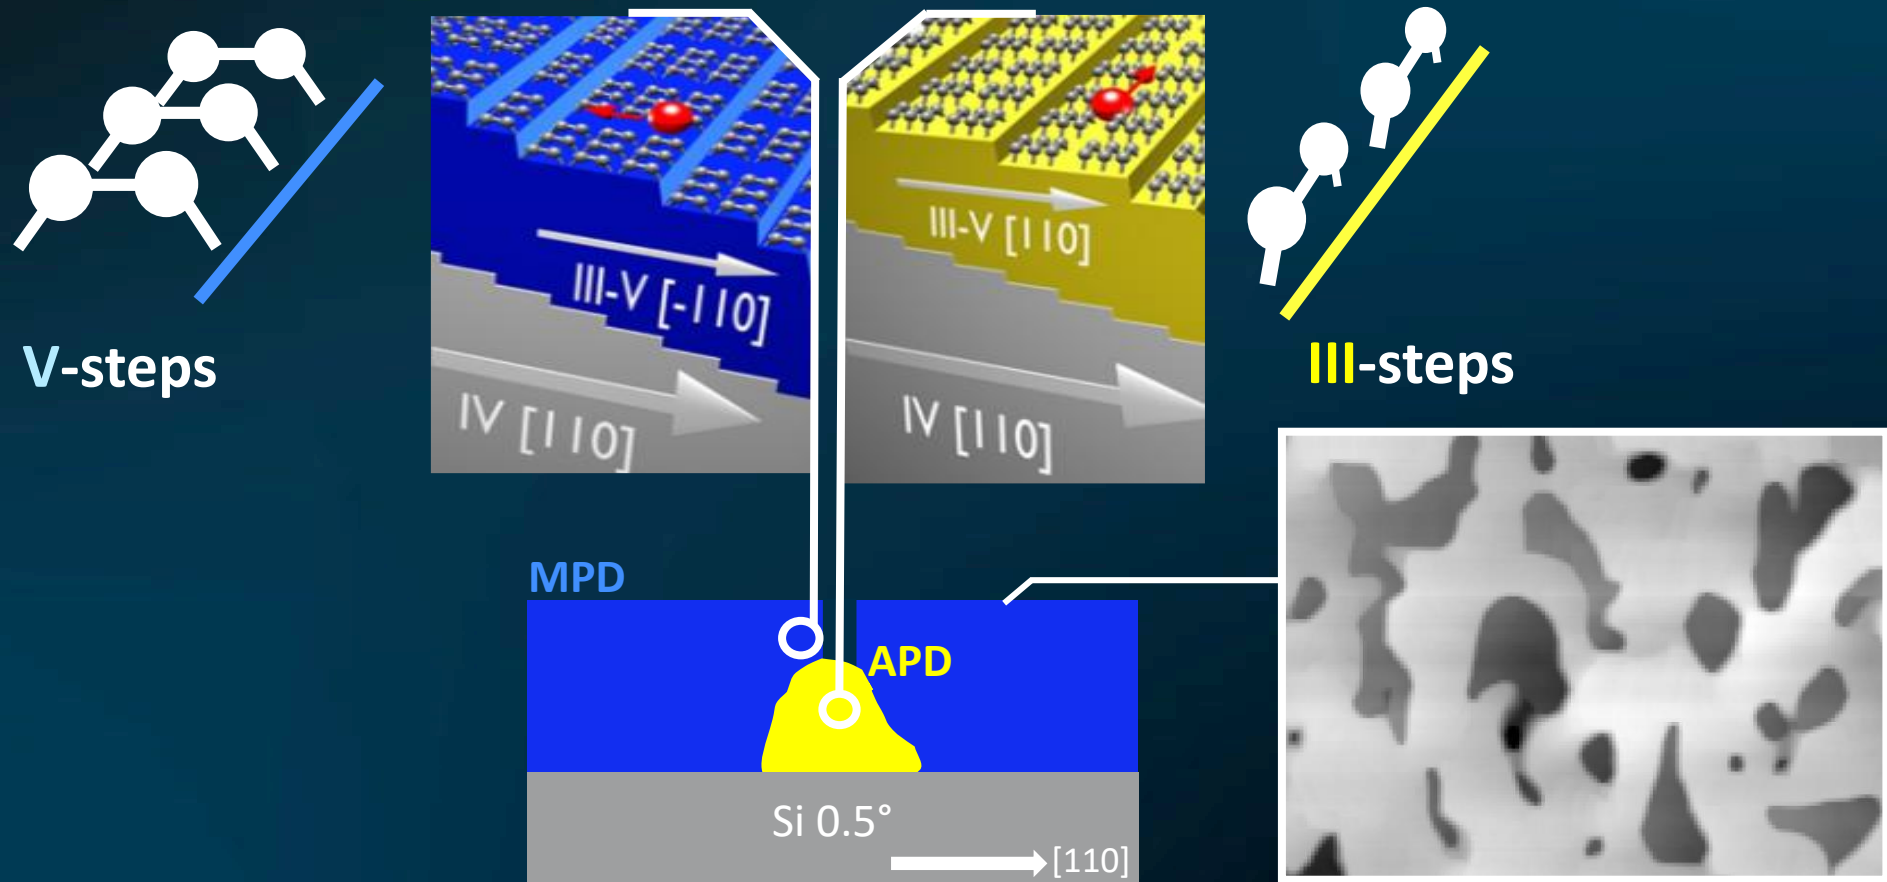 V-steps
III-V [-110]
IV [110]
III-V [110]
IV [110]
III-steps
MPD
APD
Si 0.5°
[110]